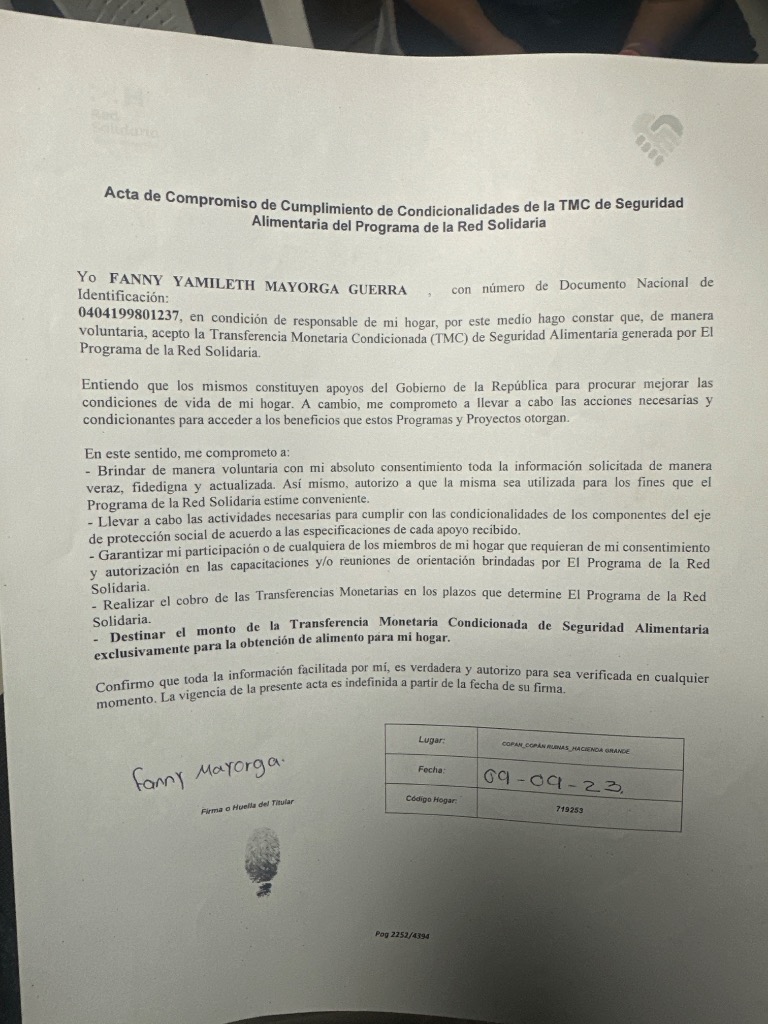 Red
Solidaria
Acta de Compromiso de Cumplimiento de Condicionalidades de la TMC de Seguridad
Alimentaria del Programa de la Red Solidaria
Yo FANNY YAMILETH MAYORGA GUERRA , con número de Documento Nacional de
Identificación:
0404199801237, en condición de responsable de mi hogar, por este medio hago constar que, de manera
voluntaria, acepto la Transferencia Monetaria Condicionada (TMC) de Seguridad Alimentaria generada por El
Programa de la Red Solidaria.
Entiendo que los mismos constituyen apoyos del Gobierno de la República para procurar mejorar las
condiciones de vida de mi hogar. A cambio, me comprometo a llevar a cabo las acciones necesarias y
condicionantes para acceder a los beneficios que estos Programas y Proyectos otorgan.
En este sentido, me comprometo a:
- Brindar de manera voluntaria con mi absoluto consentimiento toda la información solicitada de manera
veraz, fidedigna y actualizada. Así mismo, autorizo a que la misma sea utilizada para los fines que el
Programa de la Red Solidaria estime conveniente.
- Llevar a cabo las actividades necesarias para cumplir con las condicionalidades de los componentes del eje
de protección social de acuerdo a las especificaciones de cada apoyo recibido.
- Garantizar mi participación o de cualquiera de los miembros de mi hogar que requieran de mi consentimiento
y autorización en las capacitaciones y/o reuniones de orientación brindadas por El Programa de la Red
Solidaria.
- Realizar el cobro de las Transferencias Monetarias en los plazos que determine El Programa de la Red
Solidaria.
- Destinar el monto de la Transferencia Monetaria Condicionada de Seguridad Alimentaria
exclusivamente para la obtención de alimento para mi hogar.
Confirmo que toda la información facilitada por mí, es verdadera y autorizo para sea verificada en cualquier
momento. La vigencia de la presente acta es indefinida a partir de la fecha de su firma.
Fanny Mayorga.
Firma o Huella del Titular
Lugar: COPAN_COPÁN RUINAS_HACIENDA GRANDE
Fecha: 09-09-23.
Código Hogar: 719253
Pag 2252/4394